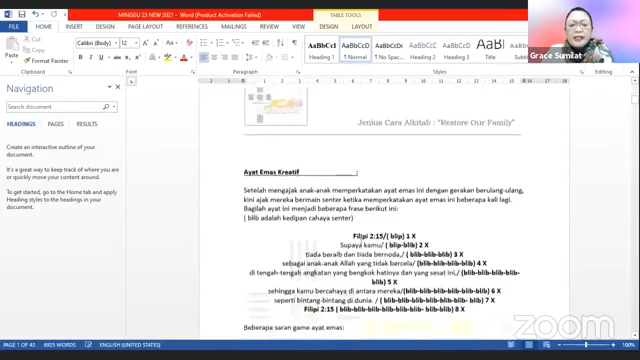 MINGGU 23 NEW 2021 - Word (Product Activation Failed)
TABLE TOOLS
FILE HOME INSERT DESIGN PAGE LAYOUT REFERENCES MAILINGS REVIEW VIEW DESIGN LAYOUT
Calibri (Body) 12
Paste
Format Painter
Clipboard Font Paragraph Styles Editing
AaBbCcI AaBbCcD AaBbCcDc AaBbCcD AaBbCcD AaBl AaBbCcD
Heading 1 ¶ Normal ¶ No Spac... Heading 2 Heading 3 Title
Grace Sumilat
Navigation
Search document
HEADINGS PAGES RESULTS
Create an interactive outline of your
document.
It's a great way to keep track of where you are
or quickly move your content around.
To get started, go to the Home tab and apply
Heading styles to the headings in your
document.
Jenius Cara Alkitab : "Restore Our Family"
Ayat Emas Kreatif :
Setelah mengajak anak-anak memperkatakan ayat emas ini dengan gerakan berulang-ulang,
kini ajak mereka bermain senter ketika memperkatakan ayat emas ini beberapa kali lagi.
Bagilah ayat ini menjadi beberapa frase berikut ini:
( blib adalah kedipan cahaya senter)
Filipi 2:15/( blip) 1 X
Supaya kamu/ ( blip-blib) 2 X
tiada beraib dan tiada bernoda,/ ( blib-blib-blib) 3 X
sebagai anak-anak Allah yang tidak bercela/ (blib-blib-blib-blib) 4 X
di tengah-tengah angkatan yang bengkok hatinya dan yang sesat ini,/ ( blib-blib-blib-blib-
blib) 5 X
sehingga kamu bercahaya di antara mereka/(blib-blib-blib-blib-blib-blib) 6 X
seperti bintang-bintang di dunia. / ( blib-blib-blib-blib-blib- blib-blib) 7 X
Filipi 2:15 ( blib-blib-blib-blib-blib-blib-blib-blib) 8 X
Beberapa saran game ayat emas:
PAGE 1 OF 43 6925 WORDS ENGLISH (UNITED STATES) 100%
zoom